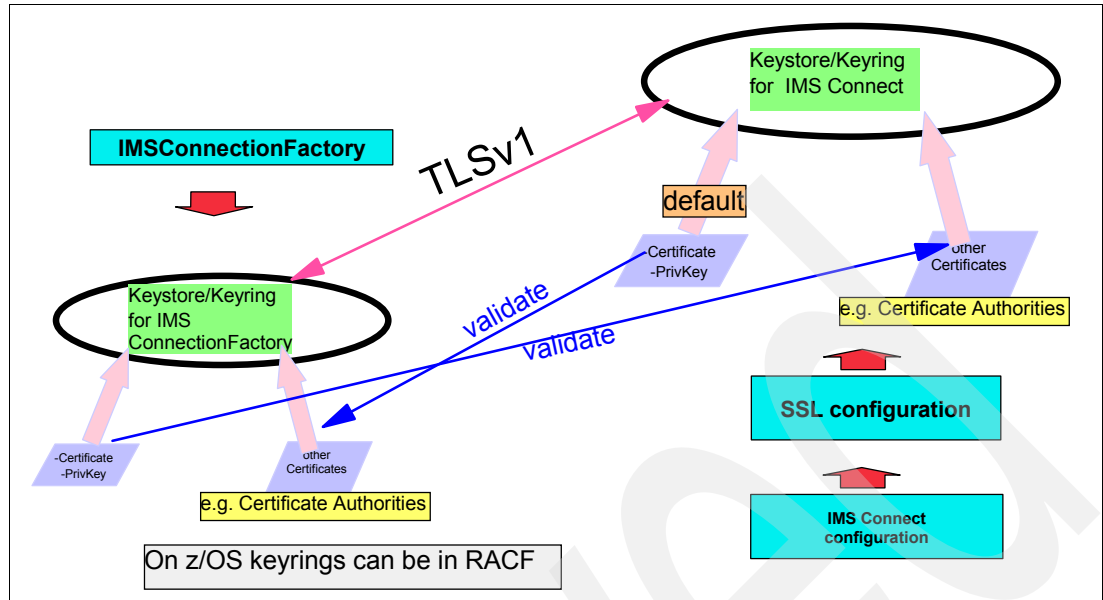 Keystore/Keyring
for IMS Connect
IMSConnectionFactory
TLSv1
default
-Certificate
-PrivKey
other
Certificates
e.g. Certificate Authorities
Keystore/Keyring
for IMS
ConnectionFactory
validate
validate
SSL configuration
-Certificate
-PrivKey
other
Certificates
e.g. Certificate Authorities
IMS Connect
configuration
On z/OS keyrings can be in RACF